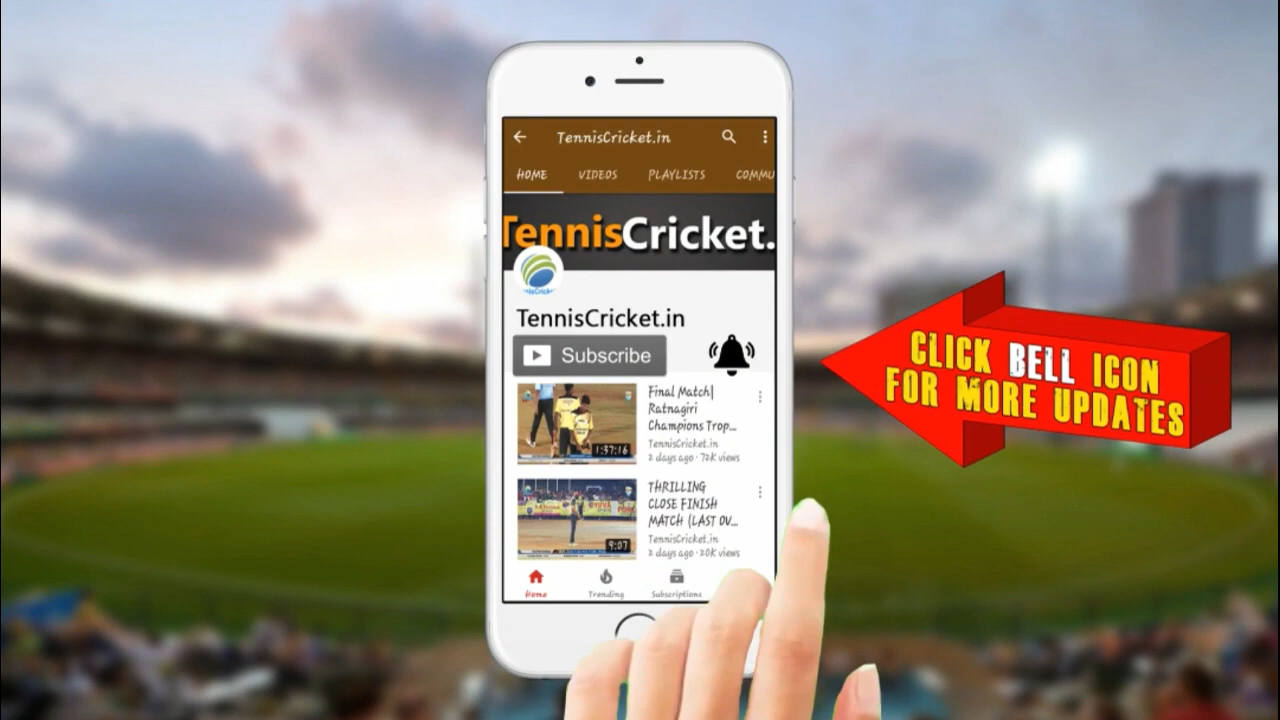 TennisCricket.in
HOME VIDEOS PLAYLISTS COMMU
TennisCricket.
TennisCricket.in
Subscribe
Final Match|
Ratnagiri
Champions Trop...
TennisCricket.in
2 days ago · 72K views
1:37:16
THRILLING
CLOSE FINISH
MATCH (LAST OV...
TennisCricket.in
2 days ago · 20K views
9:07
Home Trending Subscriptions
CLICK BELL ICON
FOR MORE UPDATES